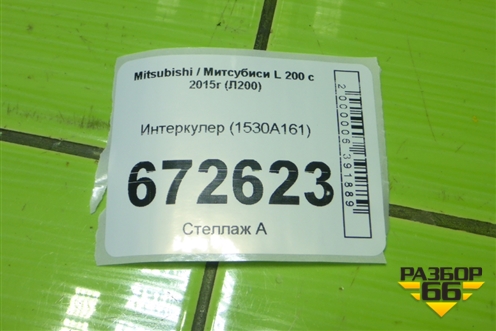 Mitsubishi / Митсубиси L 200 с
2015г (Л200)
Интеркулер (1530A161)
672623
Стеллаж А
2000006391889
РАЗБОР
66